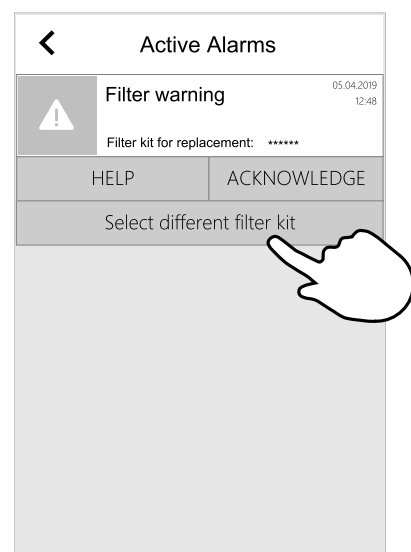 Active Alarms
Filter warning
05.04.2019
12:48
Filter kit for replacement: ******
HELP
ACKNOWLEDGE
Select different filter kit